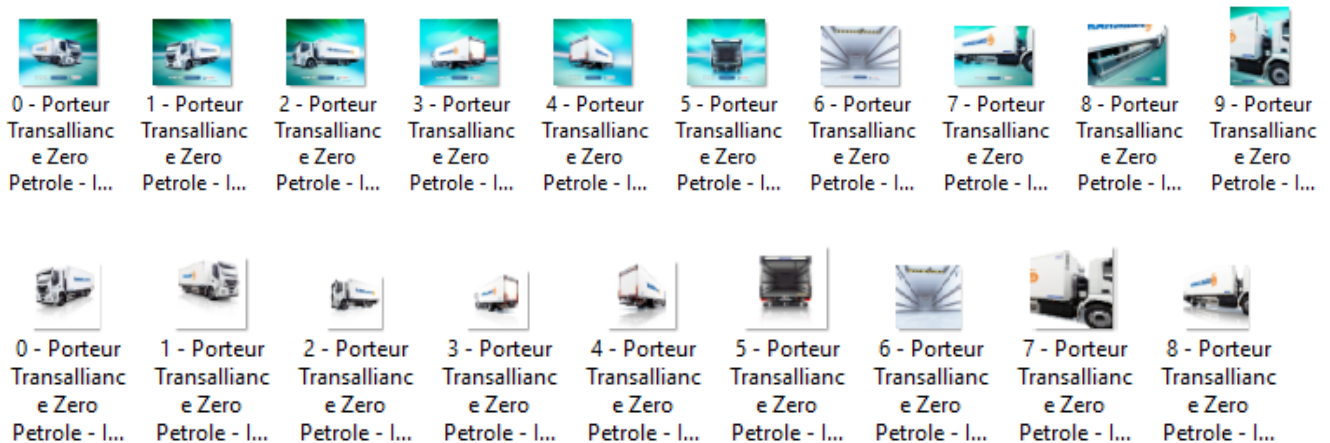 0 - Porteur 1 - Porteur 2 - Porteur 3 - Porteur 4 - Porteur 5 - Porteur 6 - Porteur 7 - Porteur 8 - Porteur 9 - Porteur
Transallianc Transallianc Transallianc Transallianc Transallianc Transallianc Transallianc Transallianc Transallianc Transallianc
e Zero e Zero e Zero e Zero e Zero e Zero e Zero e Zero e Zero e Zero
Petrole - I... Petrole - I... Petrole - I... Petrole - I... Petrole - I... Petrole - I... Petrole - I... Petrole - I... Petrole - I... Petrole - I...
0 - Porteur 1 - Porteur 2 - Porteur 3 - Porteur 4 - Porteur 5 - Porteur 6 - Porteur 7 - Porteur 8 - Porteur
Transallianc Transallianc Transallianc Transallianc Transallianc Transallianc Transallianc Transallianc Transallianc
e Zero e Zero e Zero e Zero e Zero e Zero e Zero e Zero e Zero
Petrole - I... Petrole - I... Petrole - I... Petrole - I... Petrole - I... Petrole - I... Petrole - I... Petrole - I... Petrole - I...